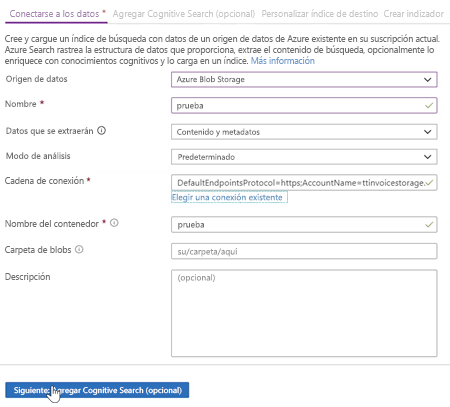 Conectarse a los datos * Agregar Cognitive Search (opcional) Personalizar índice de destino Crear indizador
Cree y cargue un índice de búsqueda con datos de un origen de datos de Azure existente en su suscripción actual.
Azure Search rastrea la estructura de datos que proporciona, extrae el contenido de búsqueda, opcionalmente lo
enriquece con conocimientos cognitivos y lo carga en un índice. Más información
Origen de datos Azure Blob Storage
Nombre * prueba
Datos que se extraerán Contenido y metadatos
Modo de análisis Predeterminado
Cadena de conexión * DefaultEndpointsProtocol=https;AccountName=ttinvoicestorage.
Elegir una conexión existente
Nombre del contenedor * prueba
Carpeta de blobs su/carpeta/aquí
Descripción (opcional)
Siguiente: Agregar Cognitive Search (opcional)